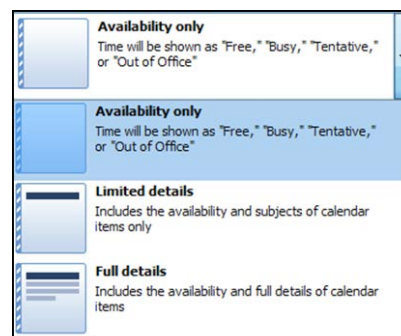 Availability only
Time will be shown as "Free," "Busy," "Tentative,"
or "Out of Office"
Availability only
Time will be shown as "Free," "Busy," "Tentative,"
or "Out of Office"
Limited details
Includes the availability and subjects of calendar
items only
Full details
Includes the availability and full details of calendar
items